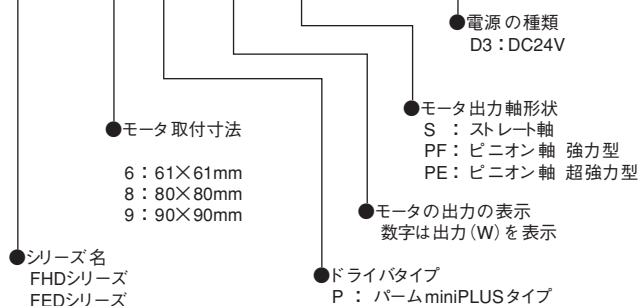 ●電源の種類
D3：DC24V
●モータ出力軸形状
S ： ストレート軸
PF： ピニオン軸 強力型
PE： ピニオン軸 超強力型
●モータ取付寸法
6：61×61mm
8：80×80mm
9：90×90mm
●モータの出力の表示
数字は出力(W)を表示
●シリーズ名
FHDシリーズ
FEDシリーズ
●ドライバタイプ
P ： パームminiPLUSタイプ